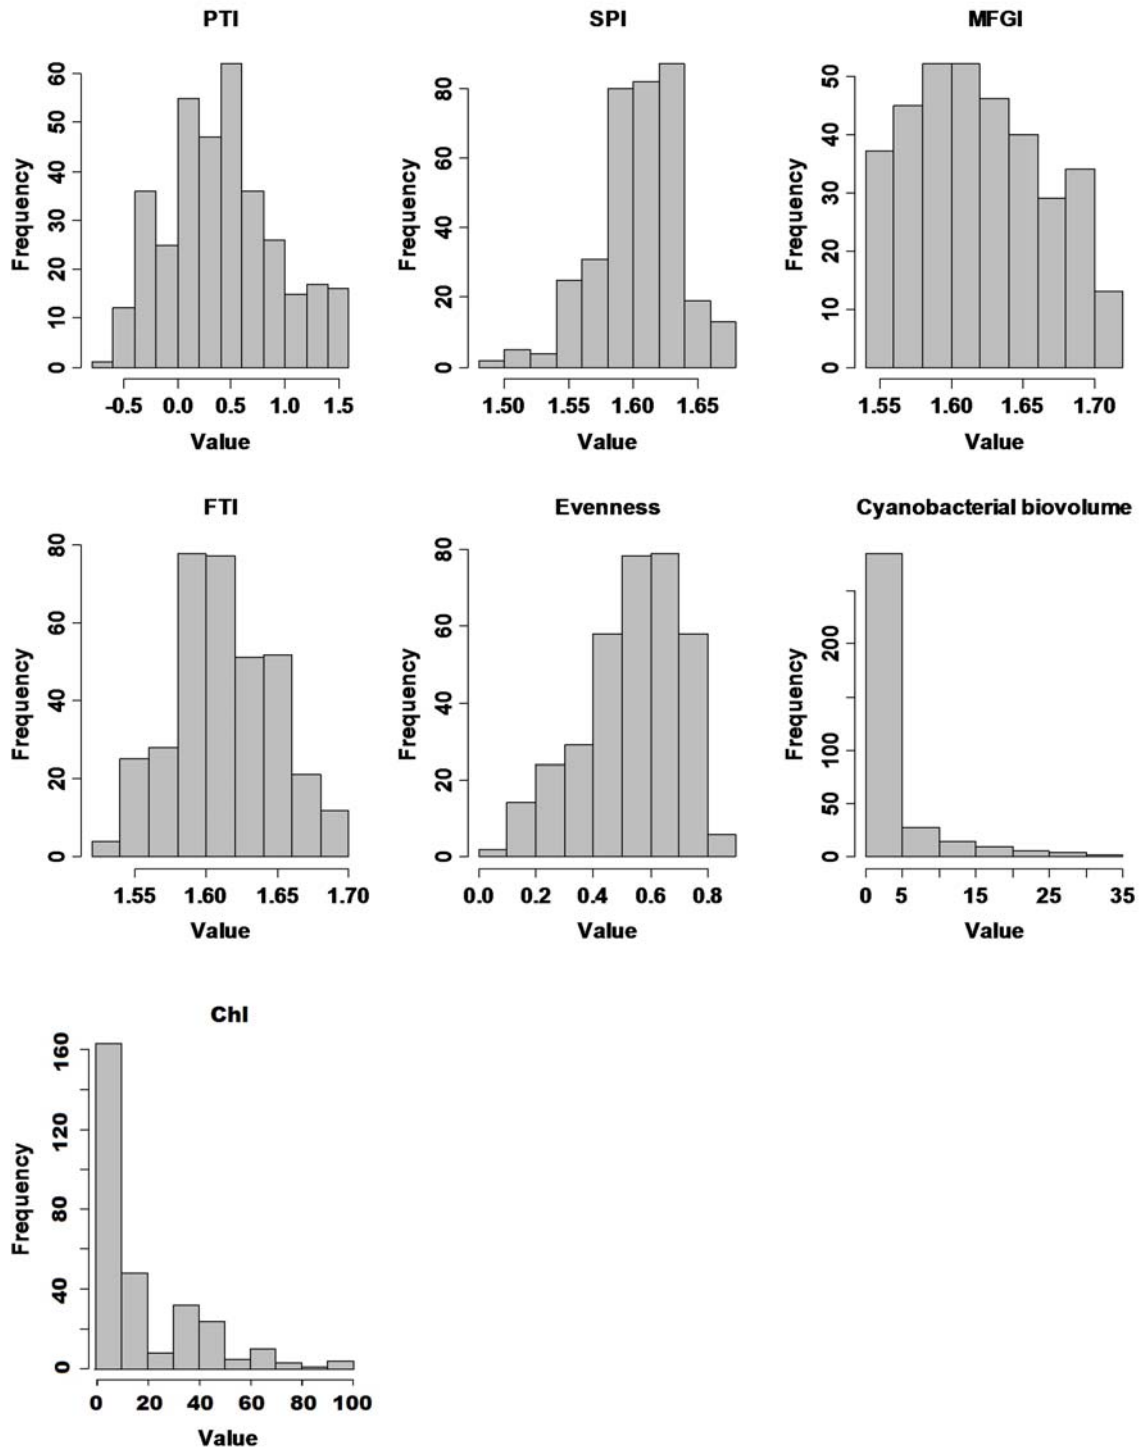 PTI
SPI
MFGI
Frequency
0 10 20 30 40 50 60
-0.5 0.0 0.5 1.0 1.5
Value
Frequency
0 20 40 60 80
1.50 1.55 1.60 1.65
Value
Frequency
0 10 20 30 40 50
1.55 1.60 1.65 1.70
Value
FTI
Evenness
Cyanobacterial biovolume
Frequency
0 20 40 60 80
1.55 1.60 1.65 1.70
Value
Frequency
0 20 40 60 80
0.0 0.2 0.4 0.6 0.8
Value
Frequency
0 50 100 200
0 5 15 25 35
Value
Chl
Frequency
0 40 80 120 160
0 20 40 60 80 100
Value